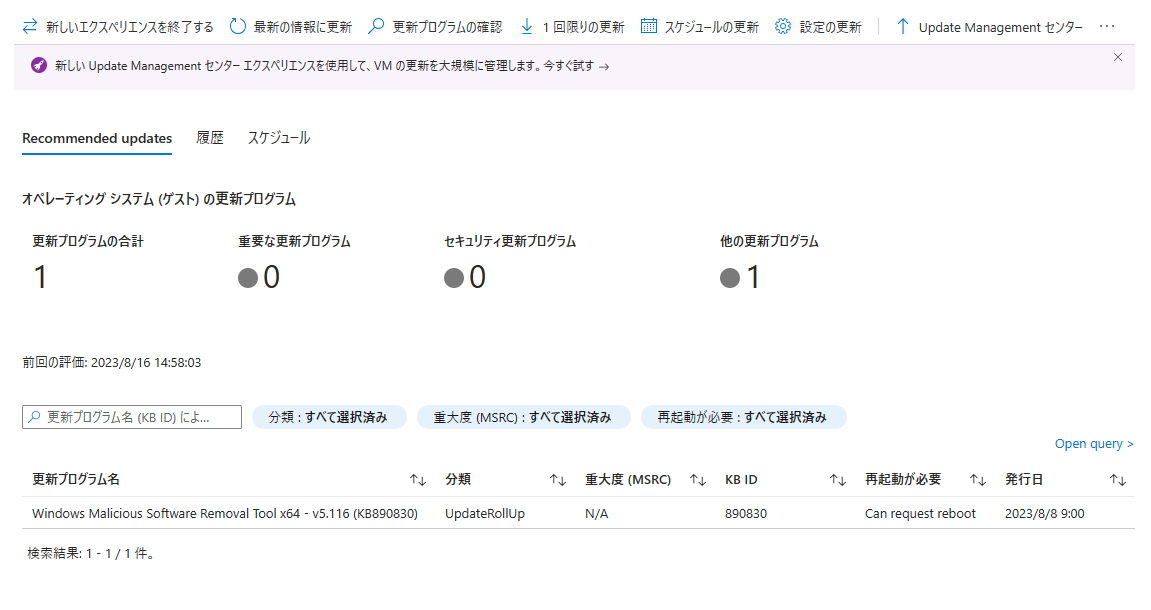 新しいエクスペリエンスを終了する 最新の情報に更新 更新プログラムの確認 1 回限りの更新 スケジュールの更新 設定の更新 Update Management センター ···
新しい Update Management センター エクスペリエンスを使用して、VM の更新を大規模に管理します。今すぐ試す →
Recommended updates 履歴 スケジュール
オペレーティング システム (ゲスト) の更新プログラム
更新プログラムの合計 重要な更新プログラム セキュリティ更新プログラム 他の更新プログラム
1 0 0 1
前回の評価: 2023/8/16 14:58:03
更新プログラム名 (KB ID) によ... 分類 : すべて選択済み 重大度 (MSRC) : すべて選択済み 再起動が必要 : すべて選択済み
Open query >
更新プログラム名 ↑↓ 分類 ↑↓ 重大度 (MSRC) ↑↓ KB ID ↑↓ 再起動が必要 ↑↓ 発行日 ↑↓
Windows Malicious Software Removal Tool x64 - v5.116 (KB890830) UpdateRollUp N/A 890830 Can request reboot 2023/8/8 9:00
検索結果: 1 - 1 / 1 件。